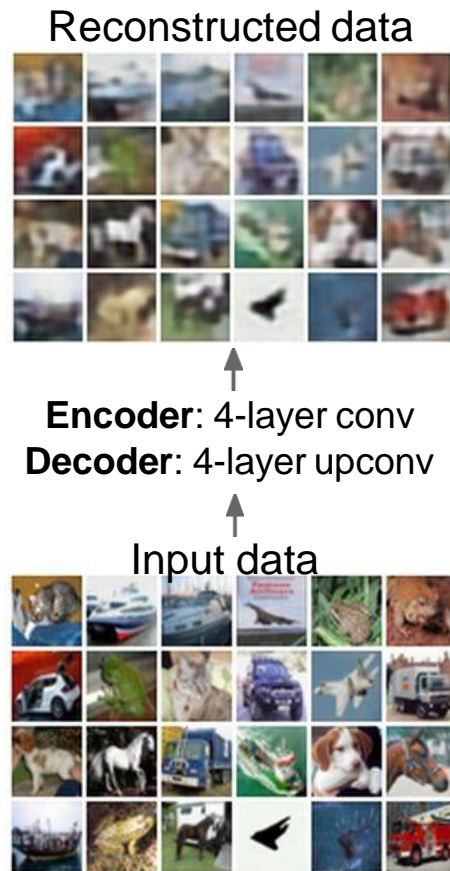 Reconstructed data
Encoder: 4-layer conv
Decoder: 4-layer upconv
Input data